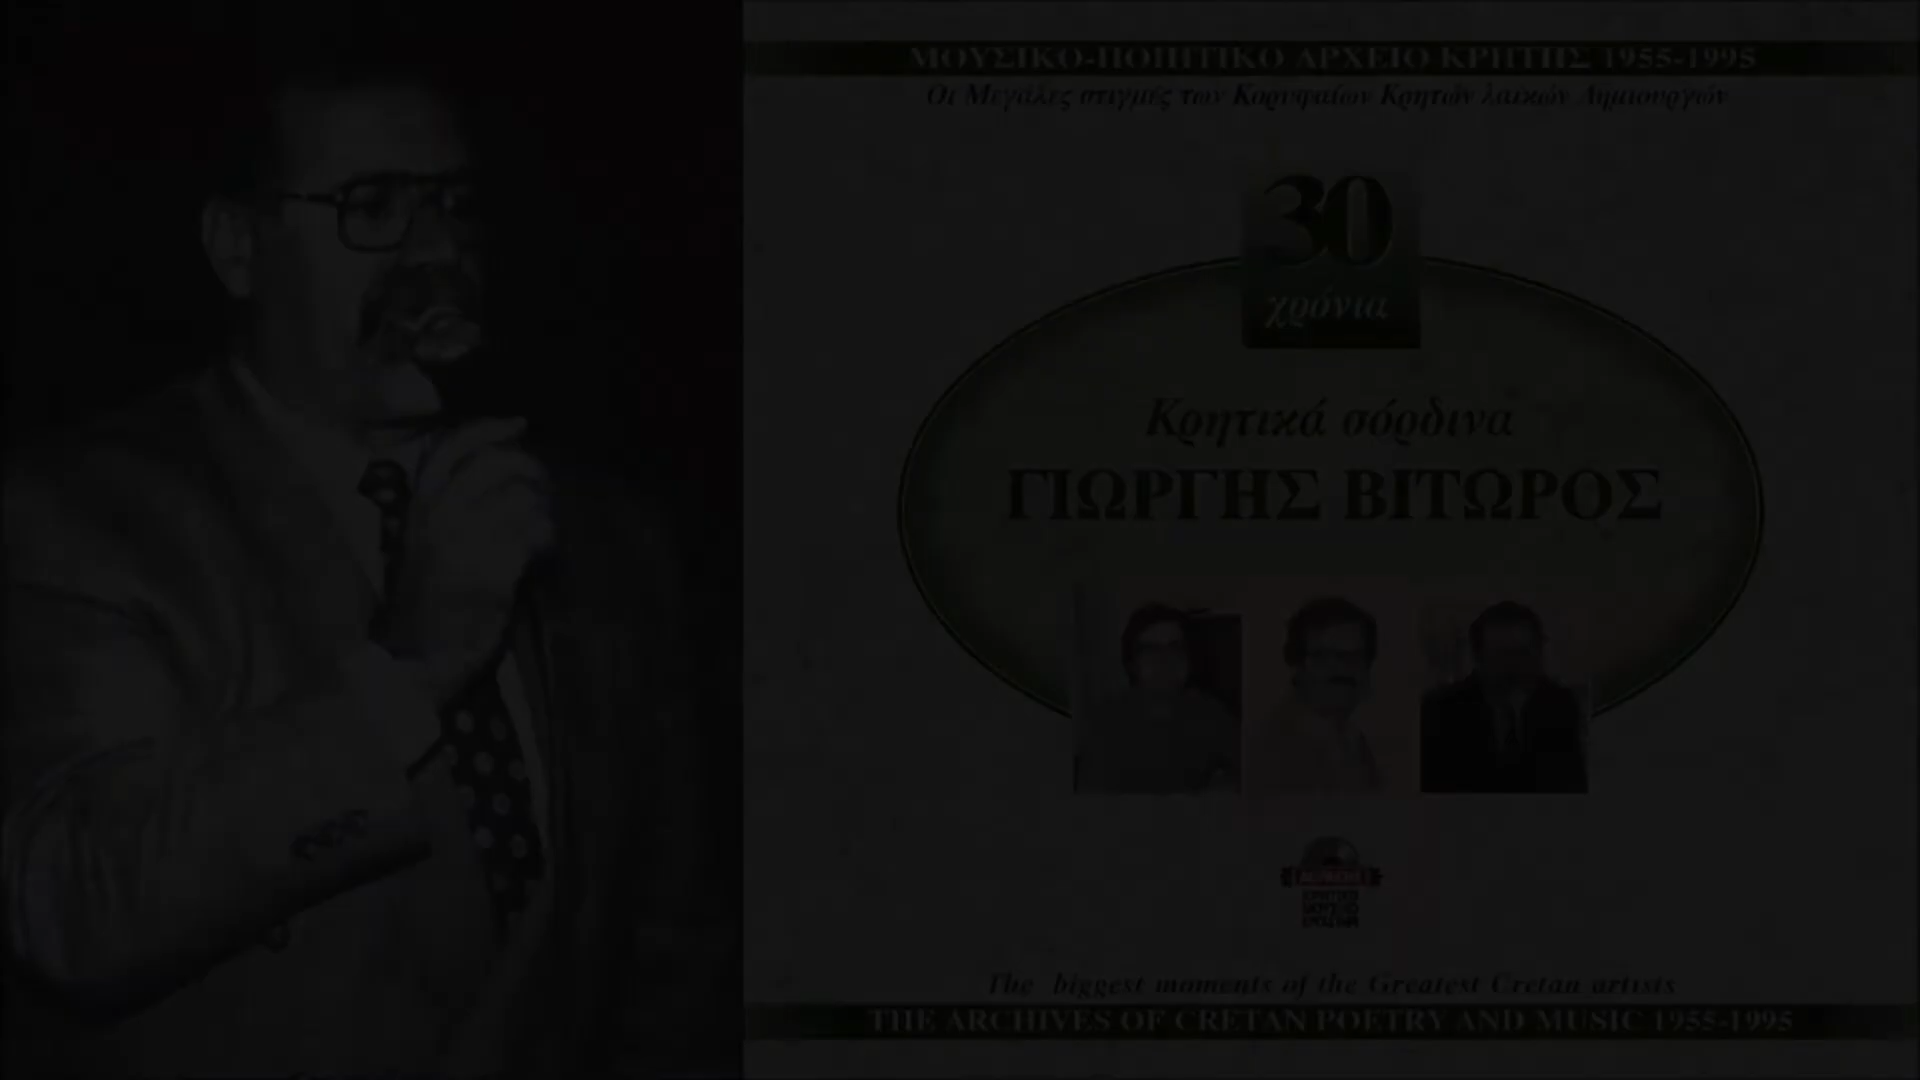 ΜΟΥΣΙΚΟ-ΠΟΙΗΤΙΚΟ ΑΡΧΕΙΟ ΚΡΗΤΗΣ 1955-1995
Οι Μεγάλες στιγμές των Κορυφαίων Κρητών λαϊκών Δημιουργών
30
χρόνια
Κρητικά σόρδινα
ΓΙΩΡΓΗΣ ΒΙΤΩΡΟΣ
The biggest moments of the Greatest Cretan artists
THE ARCHIVES OF CRETAN POETRY AND MUSIC 1955-1995